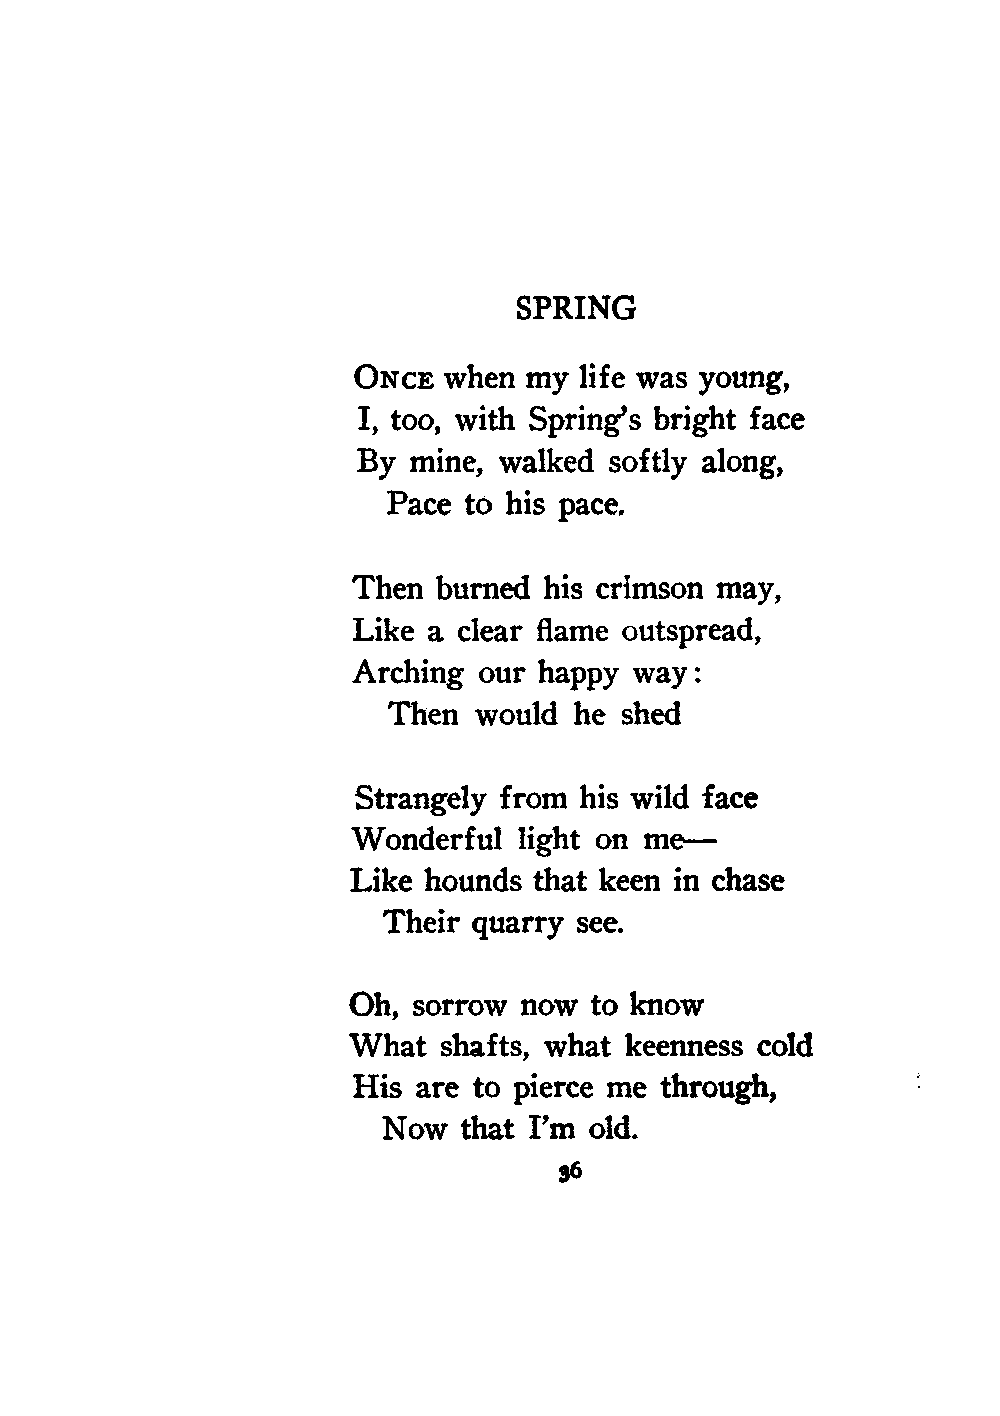 SPRING
ONCE when my life was young,
I, too, with Spring's bright face
By mine, walked softly along,
Pace to his pace.
Then burned his crimson may,
Like a clear flame outspread,
Arching our happy way:
Then would he shed
Strangely from his wild face
Wonderful light on me—
Like hounds that keen in chase
Their quarry see.
Oh, sorrow now to know
What shafts, what keenness cold
His are to pierce me through,
Now that I'm old.
96